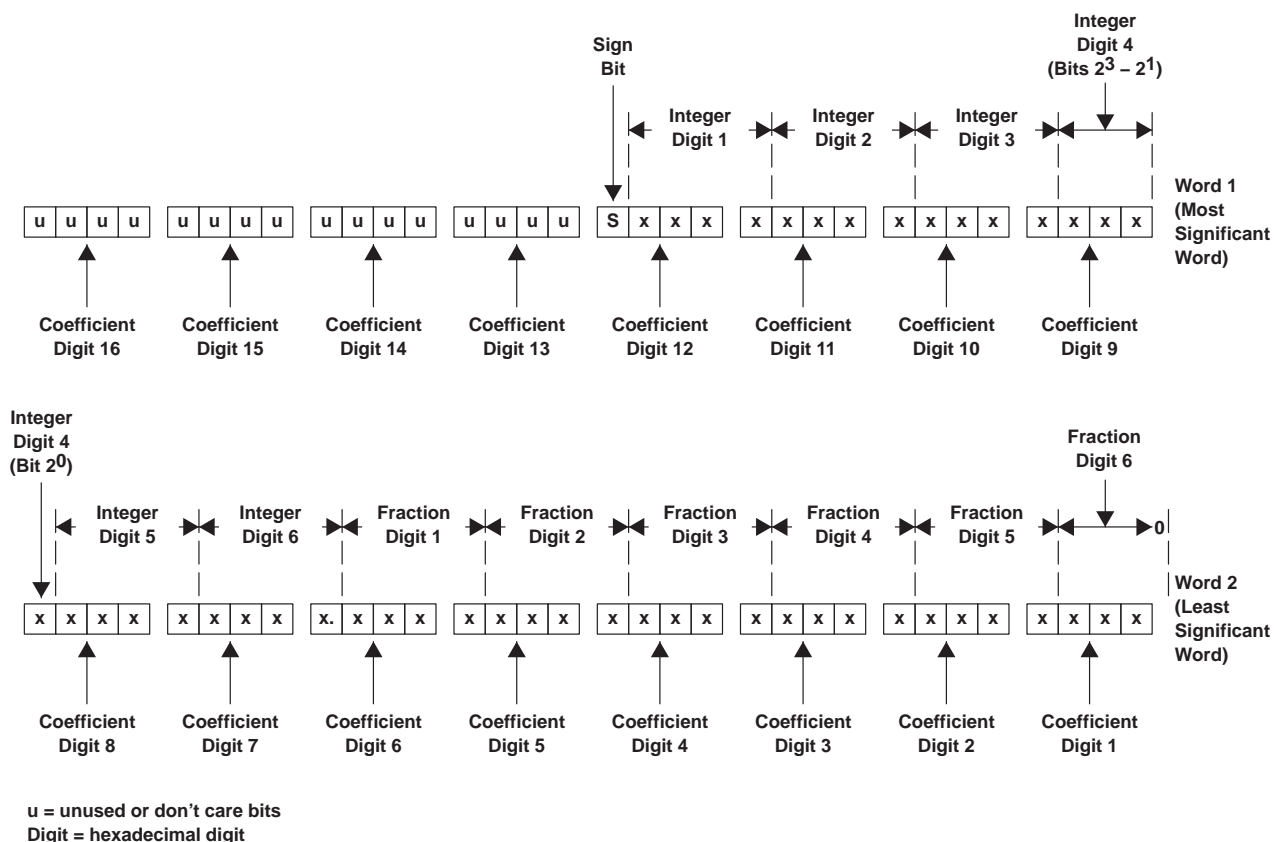 Sign
Bit
Integer
Digit 4
(Bits 2³ – 2¹)
Integer
Digit 1
Integer
Digit 2
Integer
Digit 3
u u u u u u u u u u u u u u u u S x x x x x x x x x x x x x x x
Word 1
(Most
Significant
Word)
Coefficient
Digit 16
Coefficient
Digit 15
Coefficient
Digit 14
Coefficient
Digit 13
Coefficient
Digit 12
Coefficient
Digit 11
Coefficient
Digit 10
Coefficient
Digit 9
Integer
Digit 4
(Bit 2⁰)
Integer
Digit 5
Integer
Digit 6
Fraction
Digit 1
Fraction
Digit 2
Fraction
Digit 3
Fraction
Digit 4
Fraction
Digit 5
Fraction
Digit 6
0
x x x x x x x x x. x x x x x x x x x x x x x x x x x x x x x x x
Word 2
(Least
Significant
Word)
Coefficient
Digit 8
Coefficient
Digit 7
Coefficient
Digit 6
Coefficient
Digit 5
Coefficient
Digit 4
Coefficient
Digit 3
Coefficient
Digit 2
Coefficient
Digit 1
u = unused or don’t care bits
Digit = hexadecimal digit